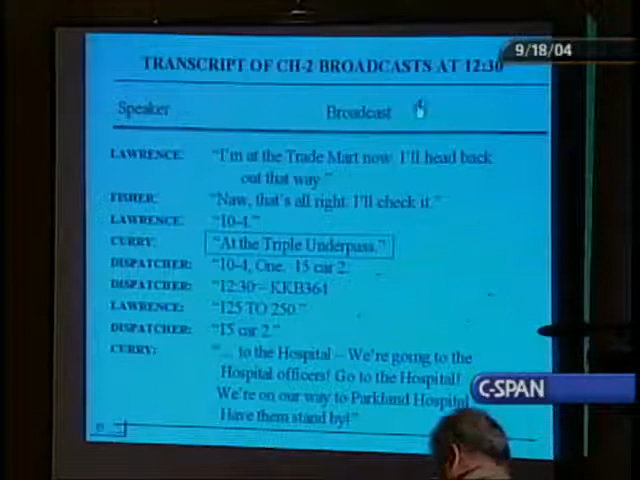 9/18/04
TRANSCRIPT OF CH-2 BROADCASTS AT 12:30
Speaker Broadcast
LAWRENCE: "I'm at the Trade Mart now. I'll head back
out that way."
FISHER: "Naw, that's all right. I'll check it."
LAWRENCE: "10-4."
CURRY: "At the Triple Underpass."
DISPATCHER: "10-4, One. 15 car 2.
DISPATCHER: "12:30 – KKB364
LAWRENCE: "125 TO 250."
DISPATCHER: "15 car 2."
CURRY: "... to the Hospital – We're going to the
Hospital officers! Go to the Hospital!
We're on our way to Parkland Hospital
Have them stand by!"
C-SPAN